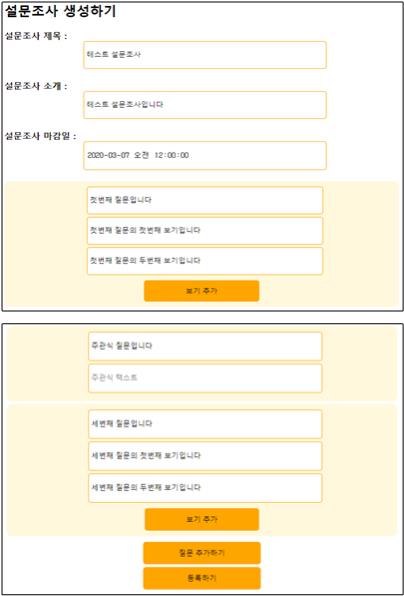 설문조사 생성하기
설문조사 제목 :
테스트 설문조사
설문조사 소개 :
테스트 설문조사입니다
설문조사 마감일 :
2020-03-07 오전 12:00:00
첫번째 질문입니다
첫번째 질문의 첫번째 보기입니다
첫번째 질문의 두번째 보기입니다
보기 추가
주관식 질문입니다
주관식 텍스트
세번째 질문입니다
세번째 질문의 첫번째 보기입니다
세번째 질문의 두번째 보기입니다
보기 추가
질문 추가하기
등록하기